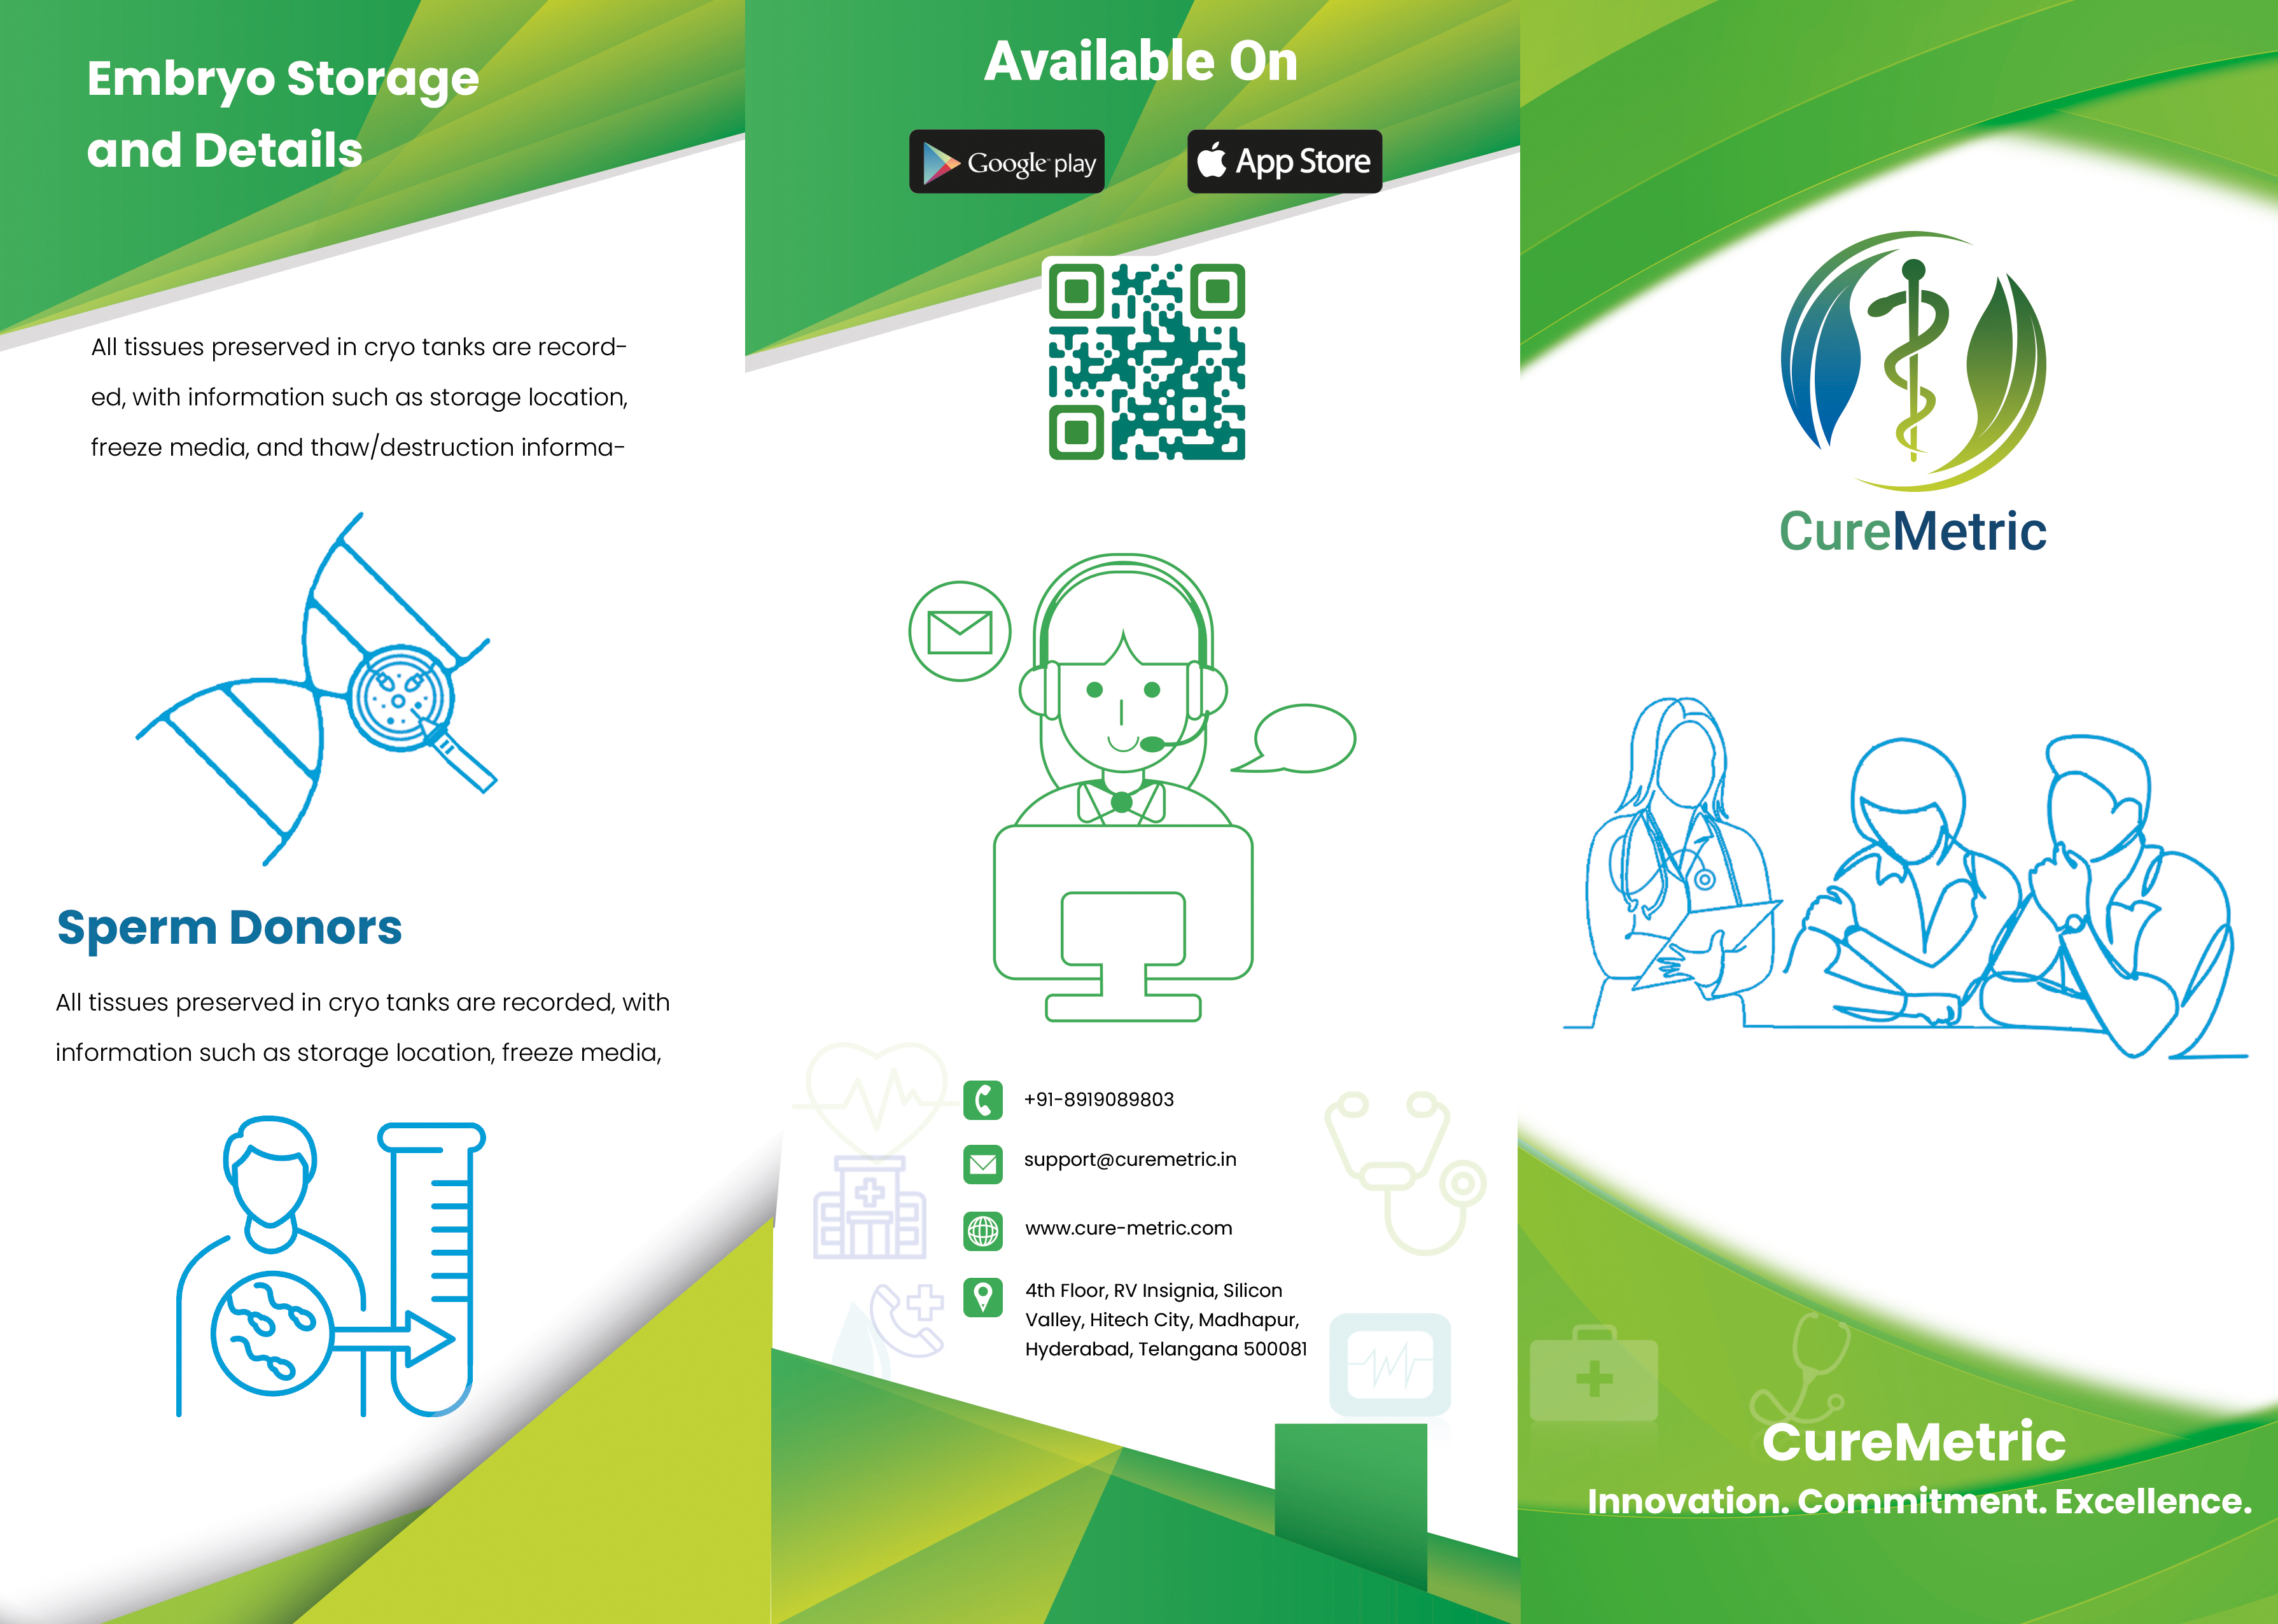 Embryo Storage
and Details
All tissues preserved in cryo tanks are record-
ed, with information such as storage location,
freeze media, and thaw/destruction informa-
Sperm Donors
All tissues preserved in cryo tanks are recorded, with
information such as storage location, freeze media,
Available On
Google play
App Store
+91-8919089803
support@curemetric.in
www.cure-metric.com
4th Floor, RV Insignia, Silicon
Valley, Hitech City, Madhapur,
Hyderabad, Telangana 500081
CureMetric
CureMetric
Innovation. Commitment. Excellence.